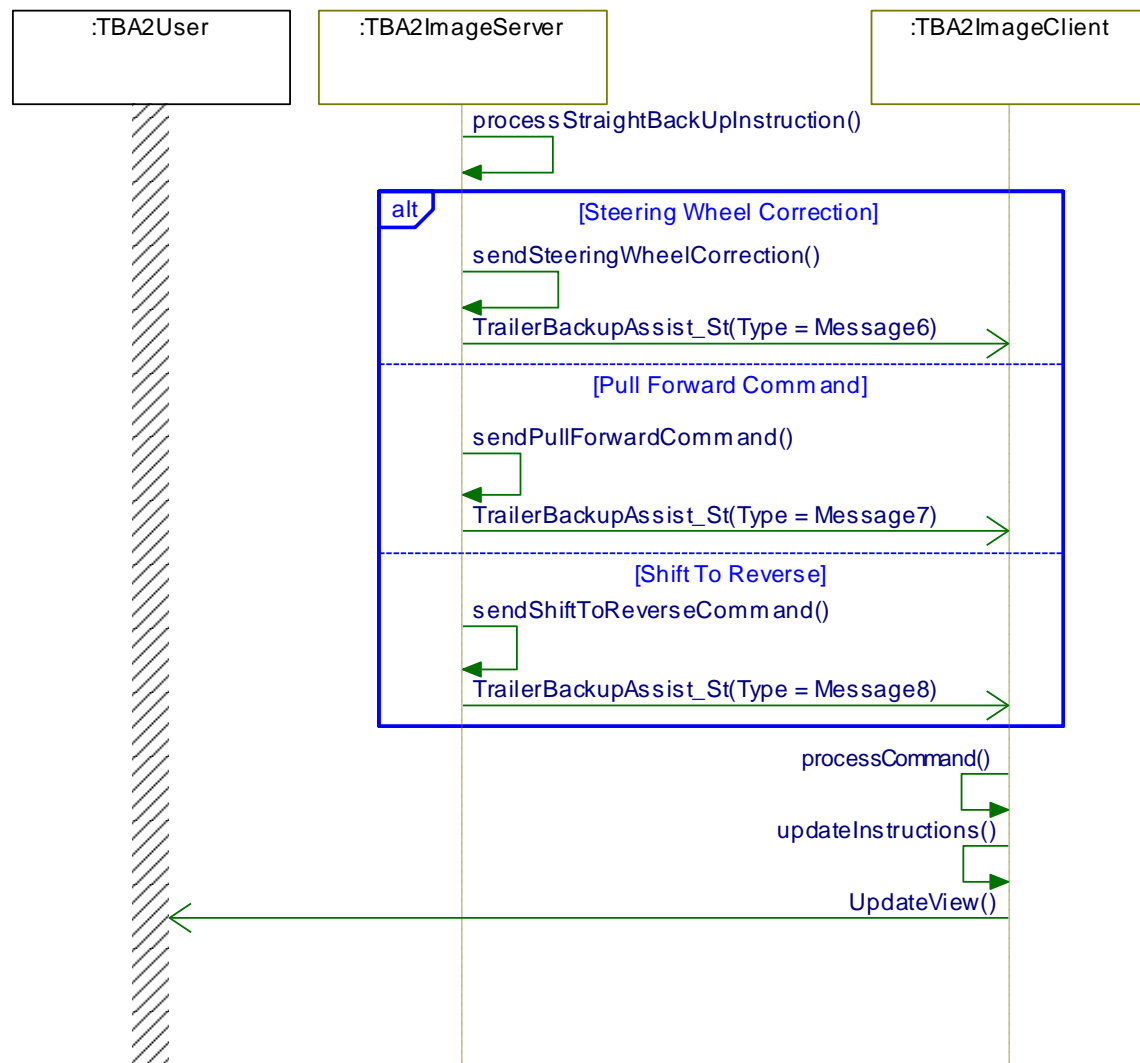 :TBA2User
:TBA2ImageServer
:TBA2ImageClient
processStraightBackUpInstruction()
alt
[Steering Wheel Correction]
sendSteeringWheelCorrection()
TrailerBackupAssist_St(Type = Message6)
[Pull Forward Command]
sendPullForwardCommand()
TrailerBackupAssist_St(Type = Message7)
[Shift To Reverse]
sendShiftToReverseCommand()
TrailerBackupAssist_St(Type = Message8)
processCommand()
updateInstructions()
UpdateView()